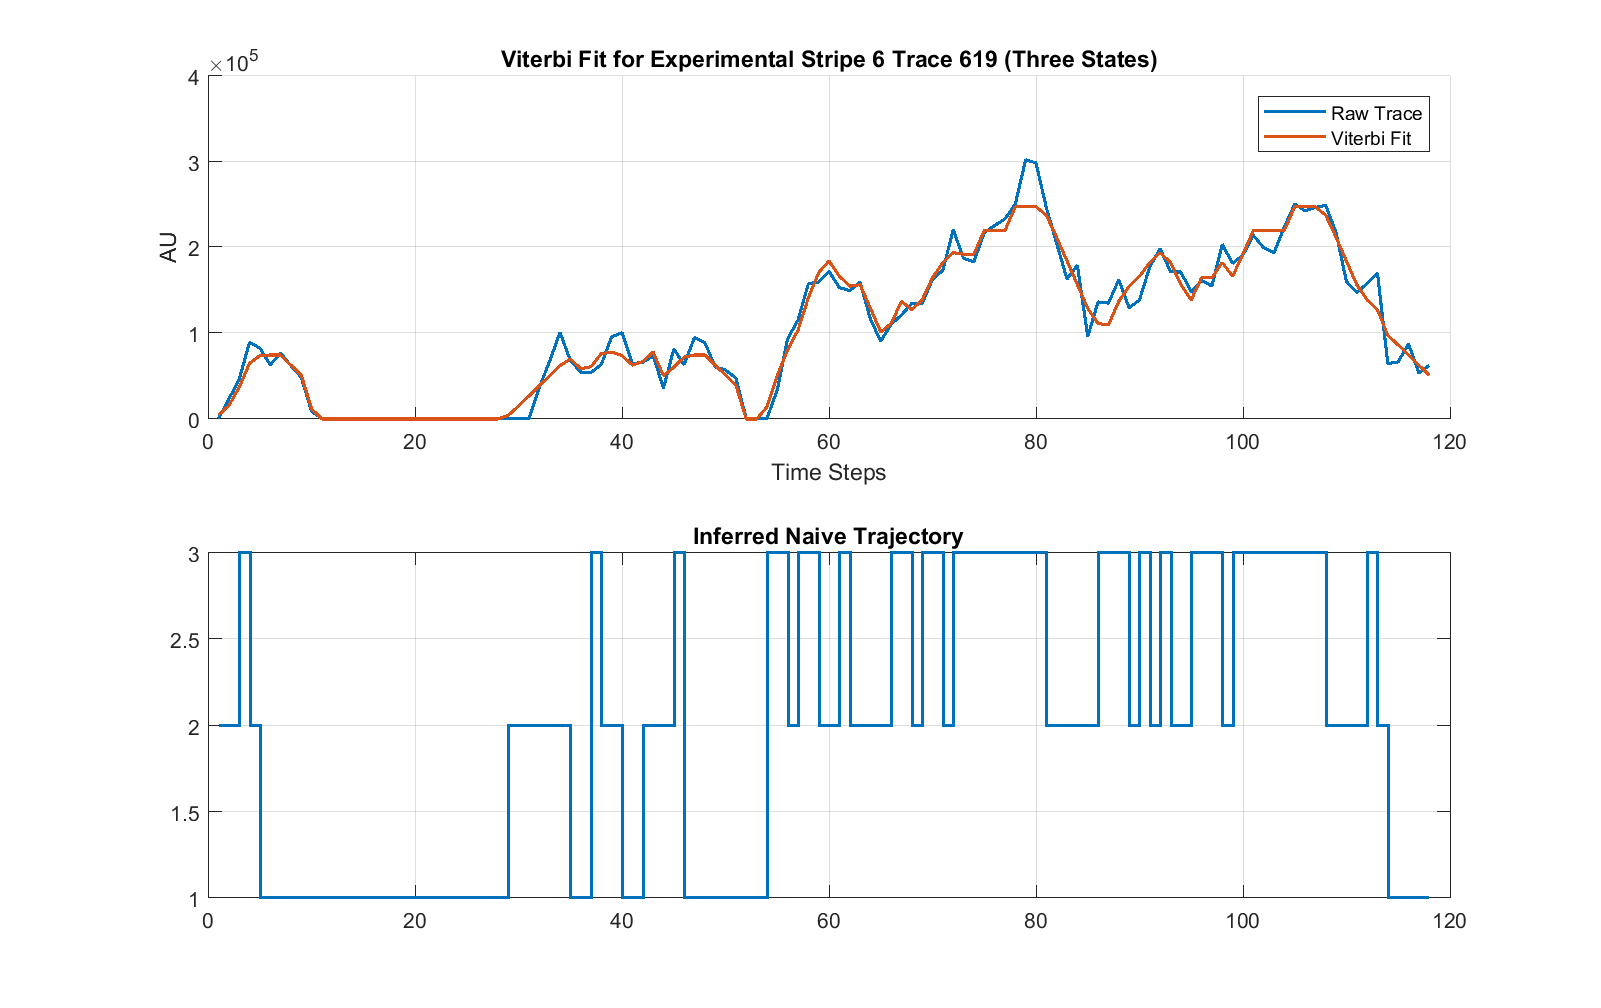 Viterbi Fit for Experimental Stripe 6 Trace 619 (Three States)
×10^5
4
3
2
1
0
AU
Raw Trace
Viterbi Fit
0 20 40 60 80 100 120
Time Steps
Inferred Naive Trajectory
3
2.5
2
1.5
1
0 20 40 60 80 100 120